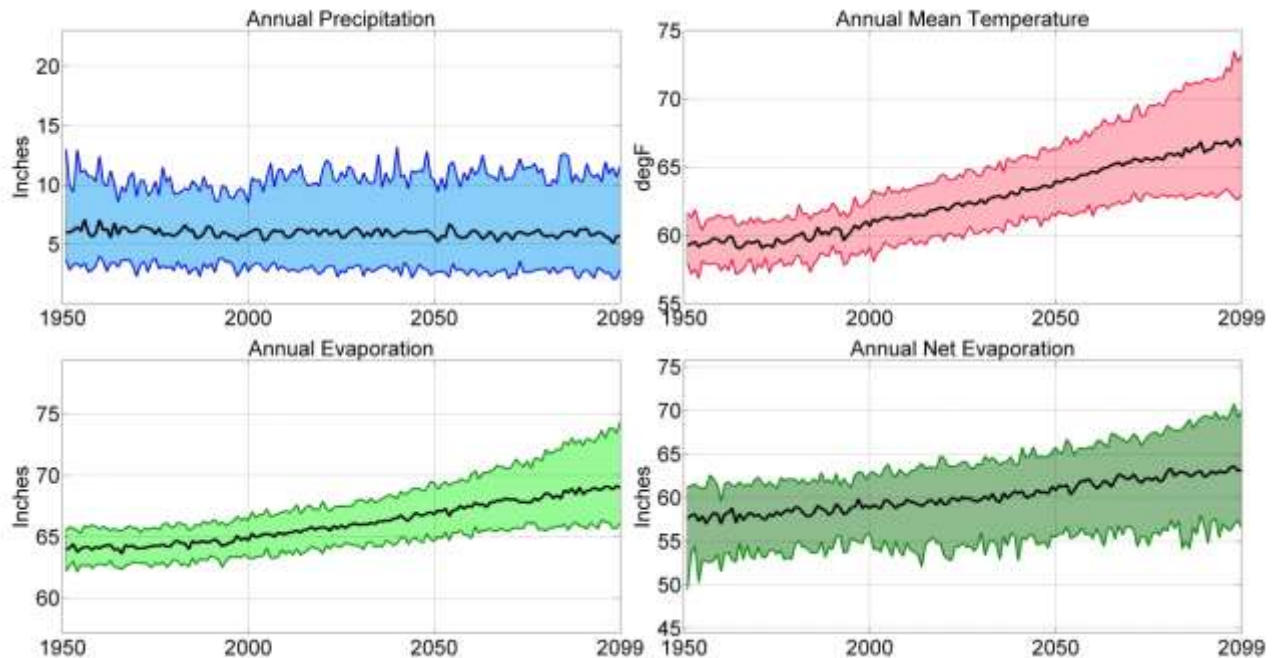 Annual Precipitation
20
15
10
5
Inches
1950 2000 2050 2099
Annual Mean Temperature
75
70
65
60
55
degF
1950 2000 2050 2099
Annual Evaporation
75
70
65
60
Inches
1950 2000 2050 2099
Annual Net Evaporation
75
70
65
60
55
50
45
Inches
1950 2000 2050 2099